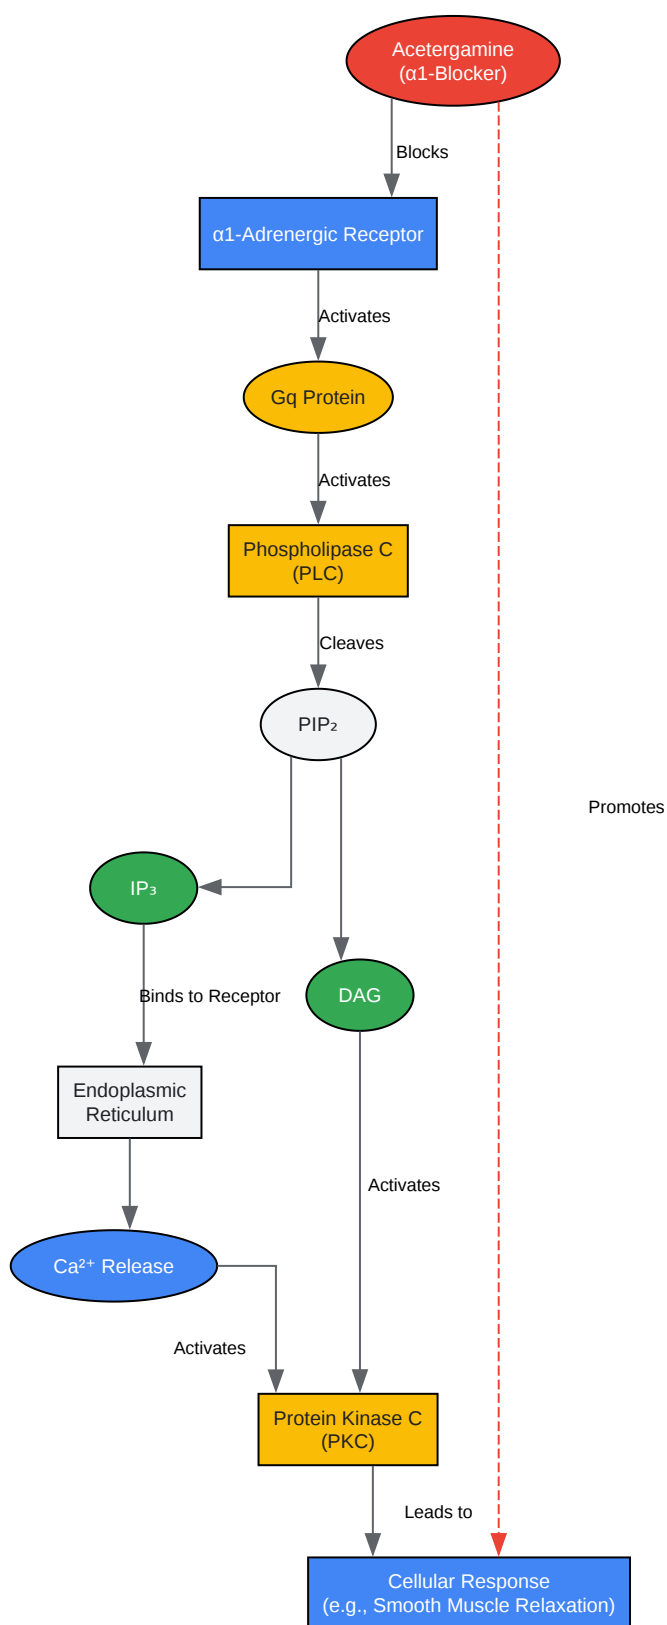 Acetergamine
(α1-Blocker)
Blocks
α1-Adrenergic Receptor
Activates
Gq Protein
Activates
Phospholipase C
(PLC)
Cleaves
PIP₂
Promotes
IP₃
Binds to Receptor
DAG
Endoplasmic
Reticulum
Activates
Ca²⁺ Release
Activates
Protein Kinase C
(PKC)
Leads to
Cellular Response
(e.g., Smooth Muscle Relaxation)